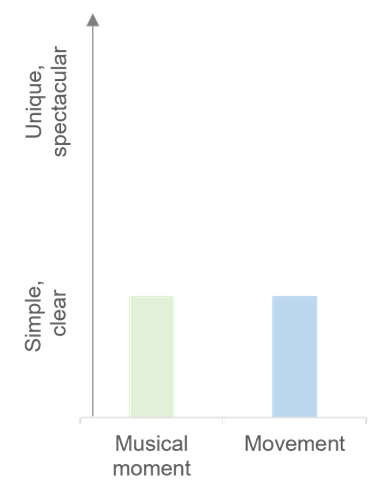 Unique,
spectacular
Simple,
clear
Musical
moment
Movement